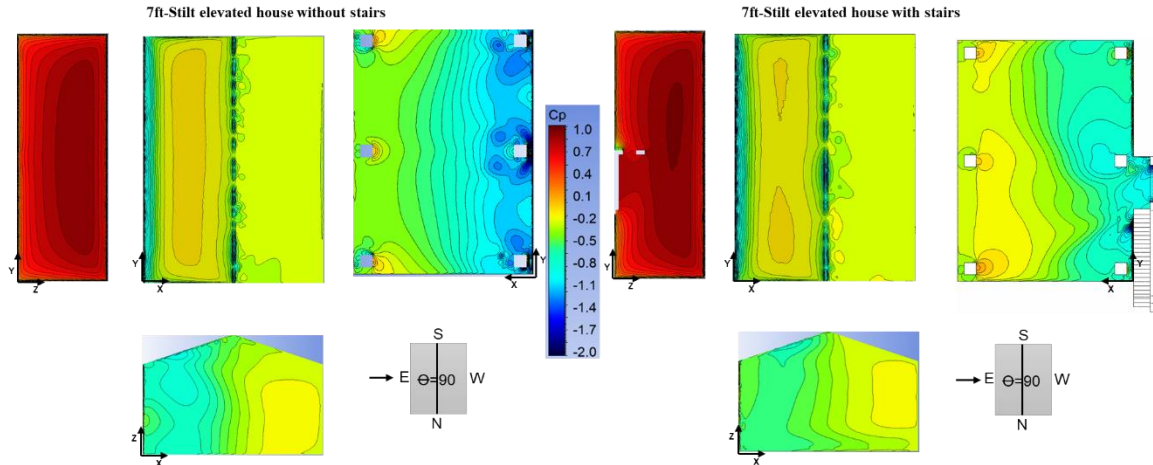 7ft-Stilt elevated house without stairs
7ft-Stilt elevated house with stairs
Y
Z
Y
X
Y
X
Cp
1.0
0.7
0.4
0.1
-0.2
-0.5
-0.8
-1.1
-1.4
-1.7
-2.0
Y
Z
Y
X
Y
X
Z
X
S
E
Θ=90
W
N
Z
X
S
E
Θ=90
W
N